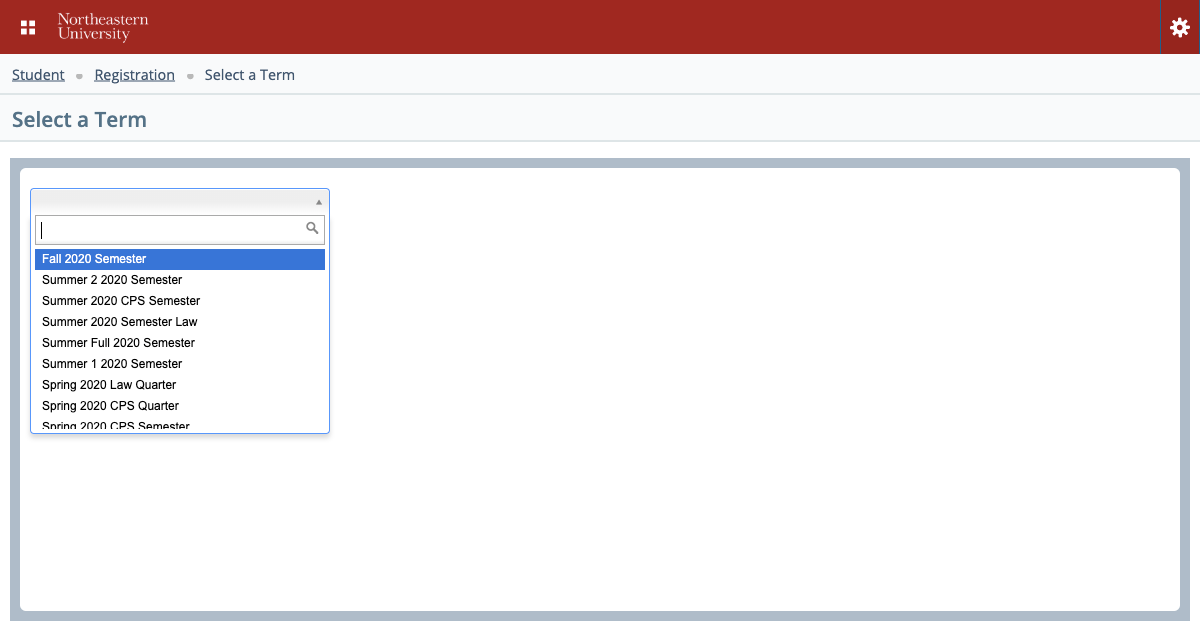 Northeastern
University
Student Registration Select a Term
Select a Term
Fall 2020 Semester
Summer 2 2020 Semester
Summer 2020 CPS Semester
Summer 2020 Semester Law
Summer Full 2020 Semester
Summer 1 2020 Semester
Spring 2020 Law Quarter
Spring 2020 CPS Quarter
Spring 2020 CPS Semester